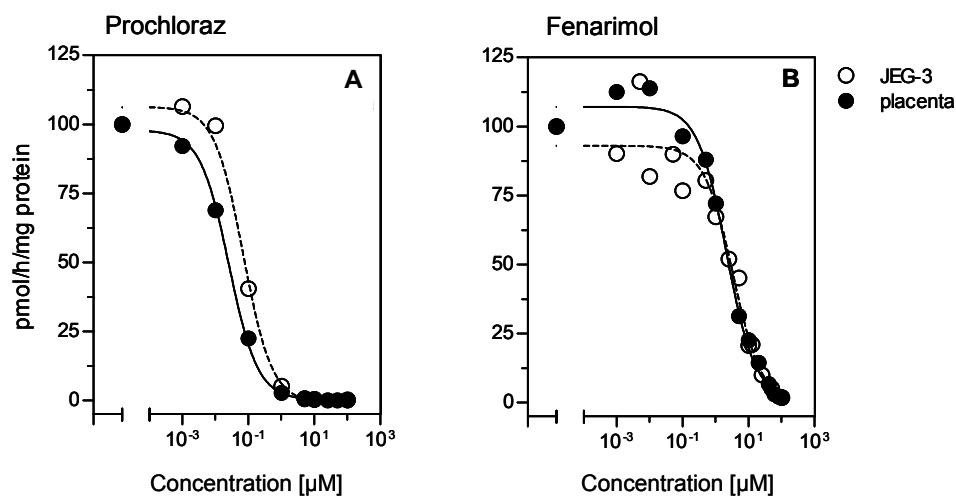 Prochloraz
Fenarimol
A
B
JEG-3
placenta
pmol/h/mg protein
125
100
75
50
25
0
10-3
10-1
101
103
Concentration [µM]
125
100
75
50
25
0
10-3
10-1
101
103
Concentration [µM]